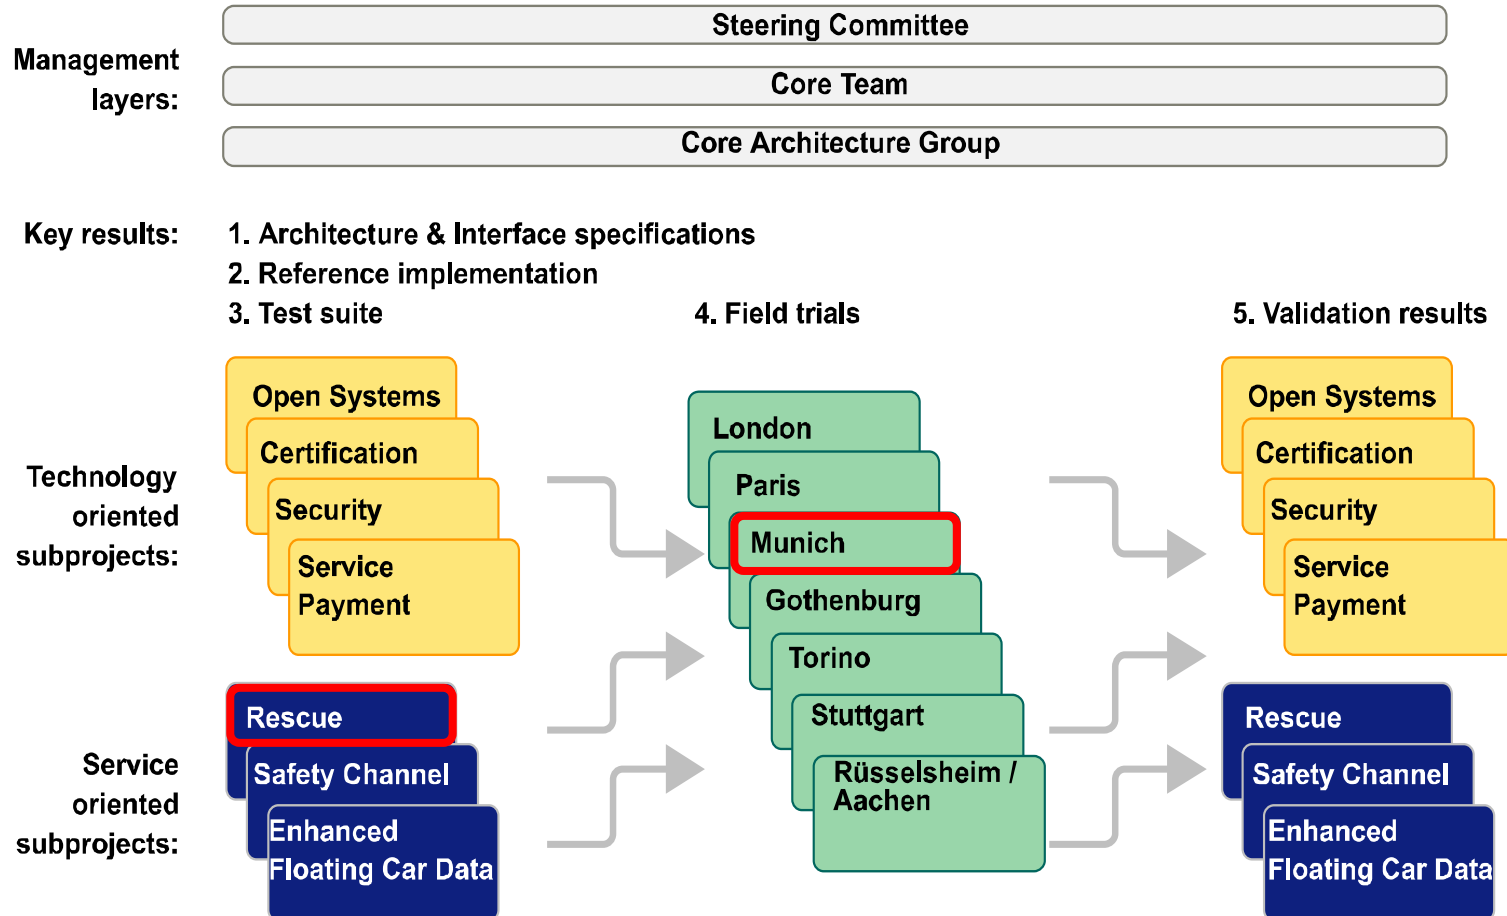 Steering Committee
Management
layers:
Core Team
Core Architecture Group
Key results:
1. Architecture & Interface specifications
2. Reference implementation
3. Test suite
4. Field trials
5. Validation results
Technology
oriented
subprojects:
Open Systems
Certification
Security
Service
Payment
London
Paris
Munich
Gothenburg
Torino
Stuttgart
Rüsselsheim /
Aachen
Open Systems
Certification
Security
Service
Payment
Service
oriented
subprojects:
Rescue
Safety Channel
Enhanced
Floating Car Data
Rescue
Safety Channel
Enhanced
Floating Car Data